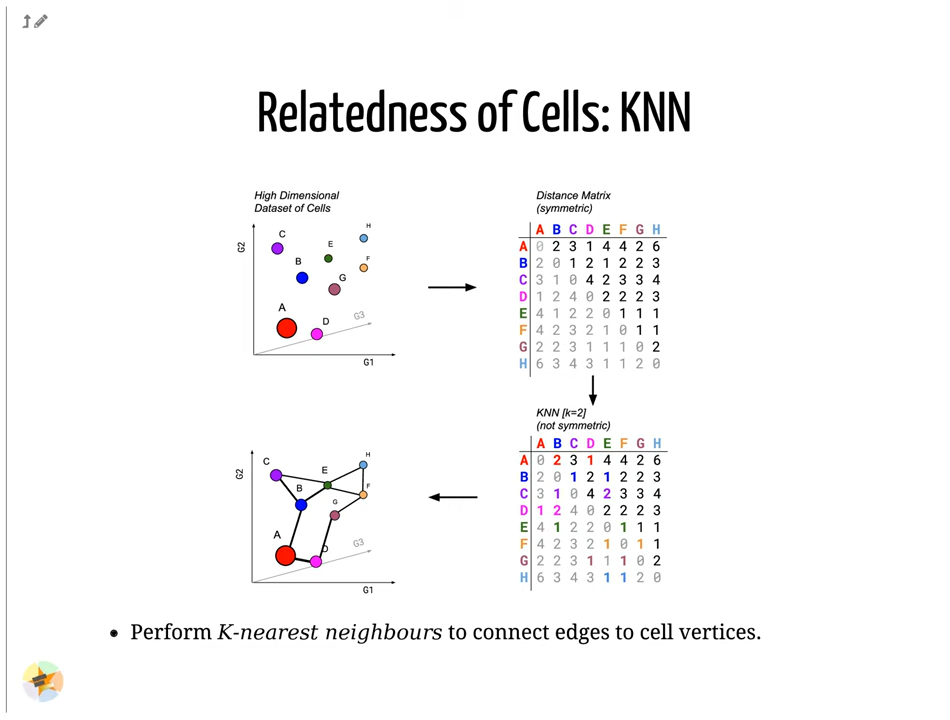 Relatedness of Cells: KNN
High Dimensional
Dataset of Cells
G2
C
B
E
H
F
G
A
D
G3
G1
Distance Matrix
(symmetric)
A B C D E F G H
A 0 2 3 1 4 4 2 6
B 2 0 1 2 1 2 2 3
C 3 1 0 4 2 3 3 4
D 1 2 4 0 2 2 2 3
E 4 1 2 2 0 1 1 1
F 4 2 3 2 1 0 1 1
G 2 2 3 1 1 1 0 2
H 6 3 4 3 1 1 2 0
KNN [k=2]
(not symmetric)
A B C D E F G H
A 0 2 3 1 4 4 2 6
B 2 0 1 2 1 2 2 3
C 3 1 0 4 2 3 3 4
D 1 2 4 0 2 2 2 3
E 4 1 2 2 0 1 1 1
F 4 2 3 2 1 0 1 1
G 2 2 3 1 1 1 0 2
H 6 3 4 3 1 1 2 0
G2
C
B
E
H
F
G
A
D
G3
G1
Perform K-nearest neighbours to connect edges to cell vertices.